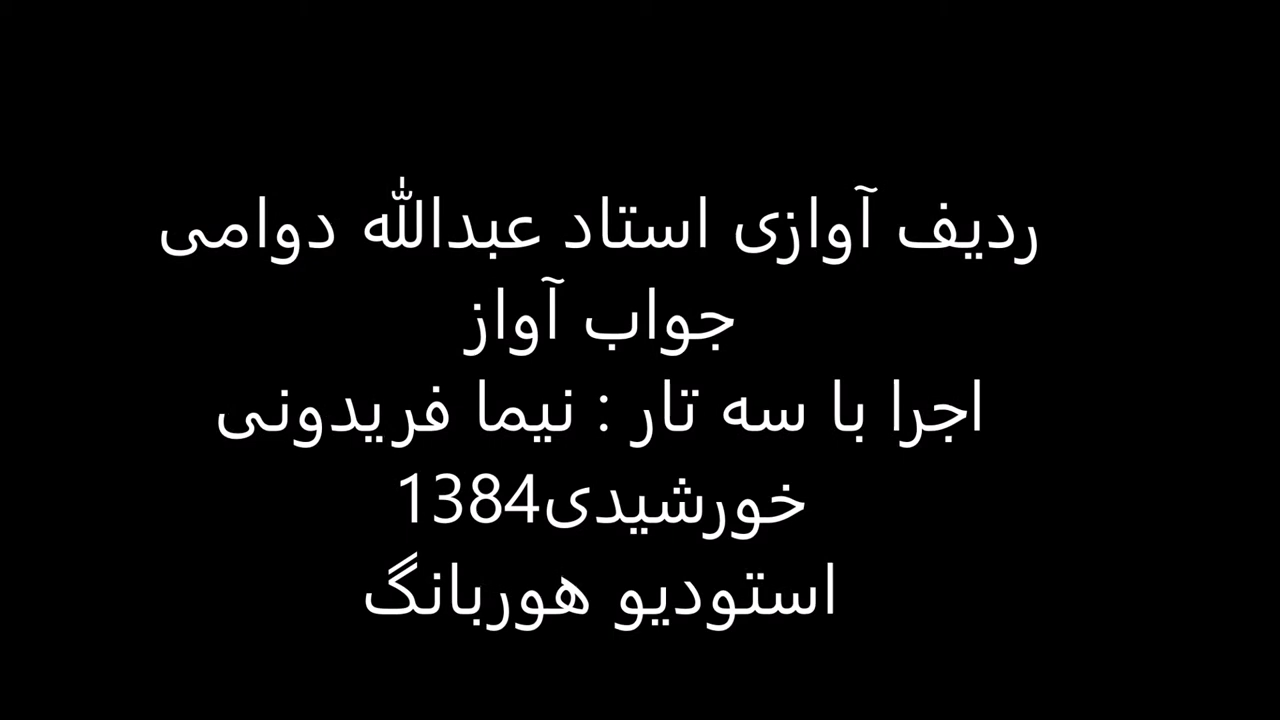 ردیف آوازی استاد عبدالله دوامی
جواب آواز
اجرا با سه تار : نیما فریدونی
خورشیدی1384
استودیو هوربانگ